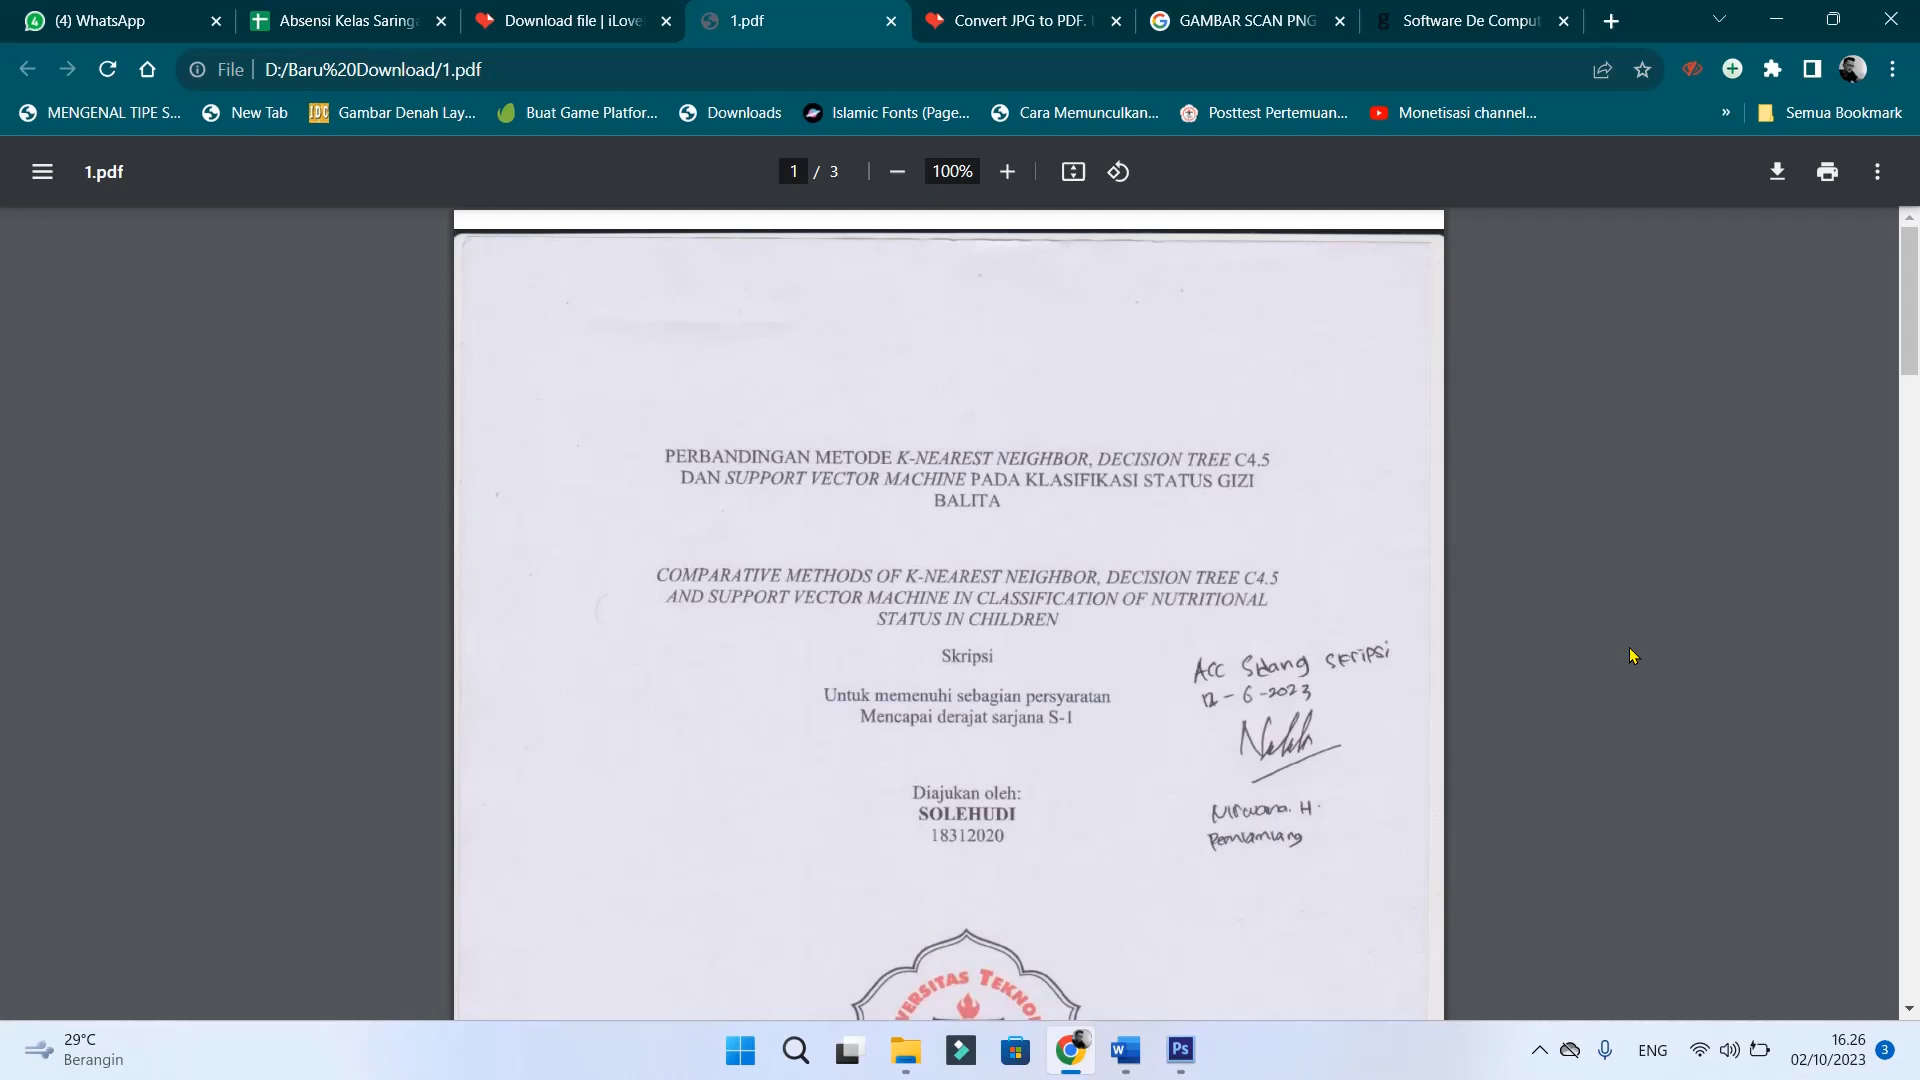 (4) WhatsApp
Absensi Kelas Saring
Download file | iLove
1.pdf
Convert JPG to PDF.
GAMBAR SCAN PNG
Software De Comput
File
D:/Baru%20Download/1.pdf
MENGENAL TIPE S...
New Tab
IDC
Gambar Denah Lay...
Buat Game Platfor...
Downloads
Islamic Fonts (Page...
Cara Memunculkan...
Posttest Pertemuan...
Monetisasi channel...
»
Semua Bookmark
1.pdf
1 / 3
100%
PERBANDINGAN METODE K-NEAREST NEIGHBOR, DECISION TREE C4.5
DAN SUPPORT VECTOR MACHINE PADA KLASIFIKASI STATUS GIZI
BALITA
COMPARATIVE METHODS OF K-NEAREST NEIGHBOR, DECISION TREE C4.5
AND SUPPORT VECTOR MACHINE IN CLASSIFICATION OF NUTRITIONAL
STATUS IN CHILDREN
Skripsi
Untuk memenuhi sebagian persyaratan
Mencapai derajat sarjana S-1
ACC Sidang Skripsi
12-6-2023
Nirwana. H.
Diajukan oleh:
SOLEHUDI
18312020
VERSITAS TEKNO
29°C
Berangin
W
Ps
ENG
16.26
02/10/2023
3